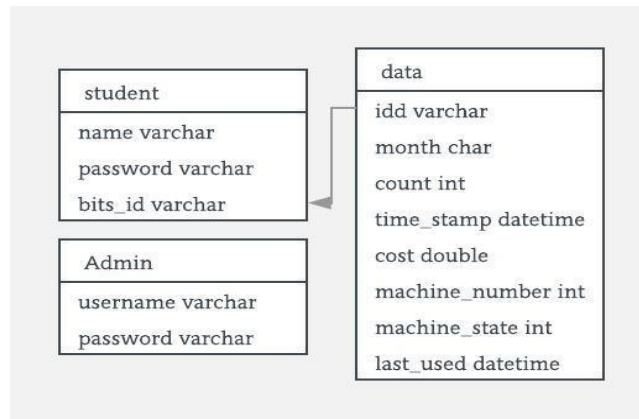 student
name varchar
password varchar
bits_id varchar
Admin
username varchar
password varchar
data
idd varchar
month char
count int
time_stamp datetime
cost double
machine_number int
machine_state int
last_used datetime